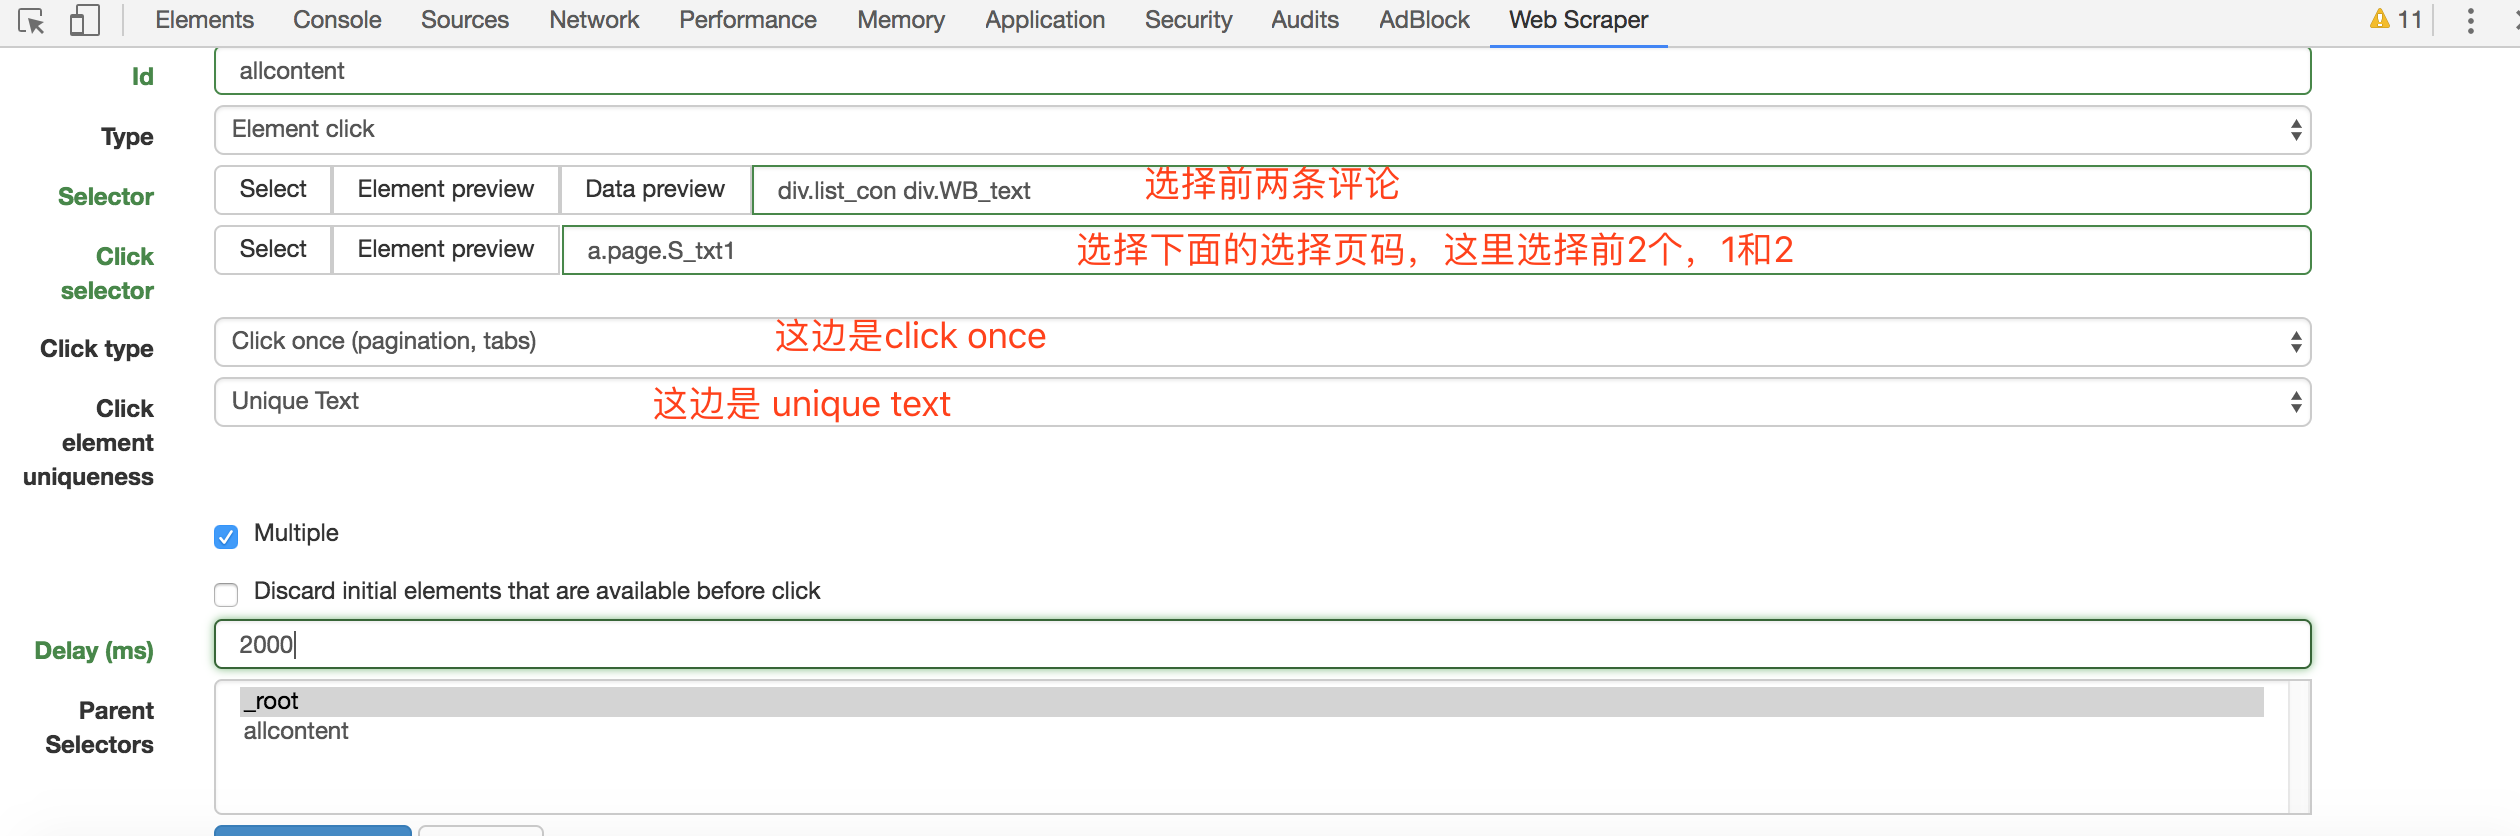 Elements Console Sources Network Performance Memory Application Security Audits AdBlock Web Scraper 11
Id allcontent
Type Element click
Selector Select Element preview Data preview div.list_con div.WB_text 选择前两条评论
Click selector Select Element preview a.page.S_txt1 选择下面的选择页码，这里选择前2个，1和2
Click type Click once (pagination, tabs) 这边是click once
Click element uniqueness Unique Text 这边是 unique text
Multiple
Discard initial elements that are available before click
Delay (ms) 2000
Parent Selectors _root
allcontent